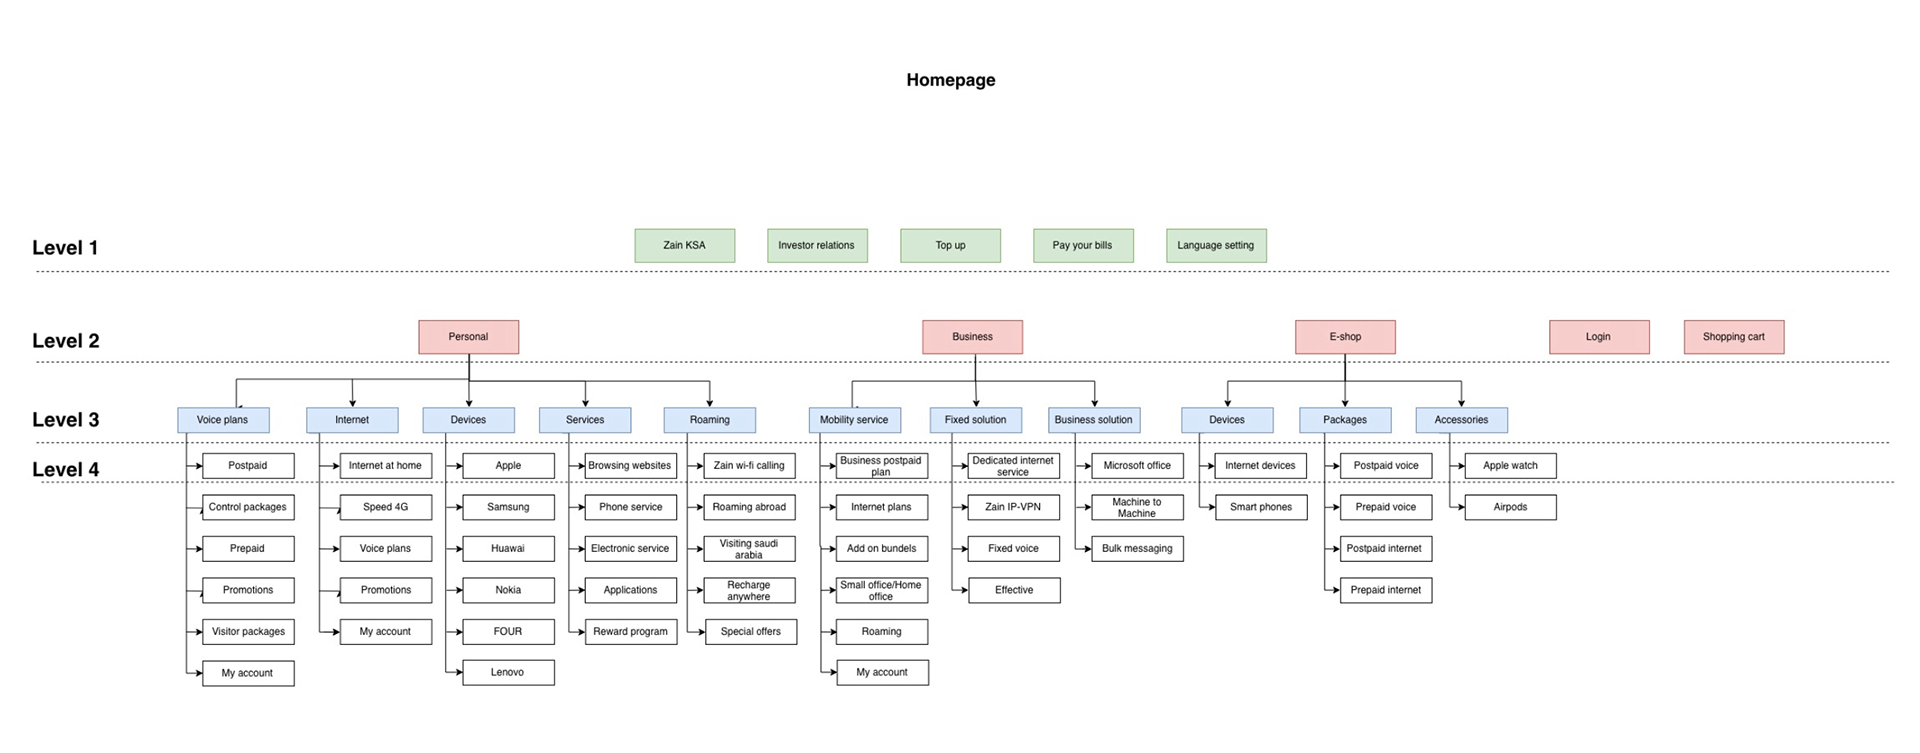 Homepage
Level 1
Zain KSA
Investor relations
Top up
Pay your bills
Language setting
Level 2
Personal
Business
E-shop
Login
Shopping cart
Level 3
Voice plans
Internet
Devices
Services
Roaming
Mobility service
Fixed solution
Business solution
Devices
Packages
Accessories
Level 4
Postpaid
Control packages
Prepaid
Promotions
Visitor packages
My account
Internet at home
Speed 4G
Voice plans
Promotions
My account
Apple
Samsung
Huawai
Nokia
FOUR
Lenovo
Browsing websites
Phone service
Electronic service
Applications
Reward program
Zain wi-fi calling
Roaming abroad
Visiting saudi
arabia
Recharge
anywhere
Special offers
Business postpaid
plan
Internet plans
Add on bundels
Small office/Home
office
Roaming
My account
Dedicated internet
service
Zain IP-VPN
Fixed voice
Effective
Microsoft office
Machine to
Machine
Bulk messaging
Internet devices
Smart phones
Postpaid voice
Prepaid voice
Postpaid internet
Prepaid internet
Apple watch
Airpods